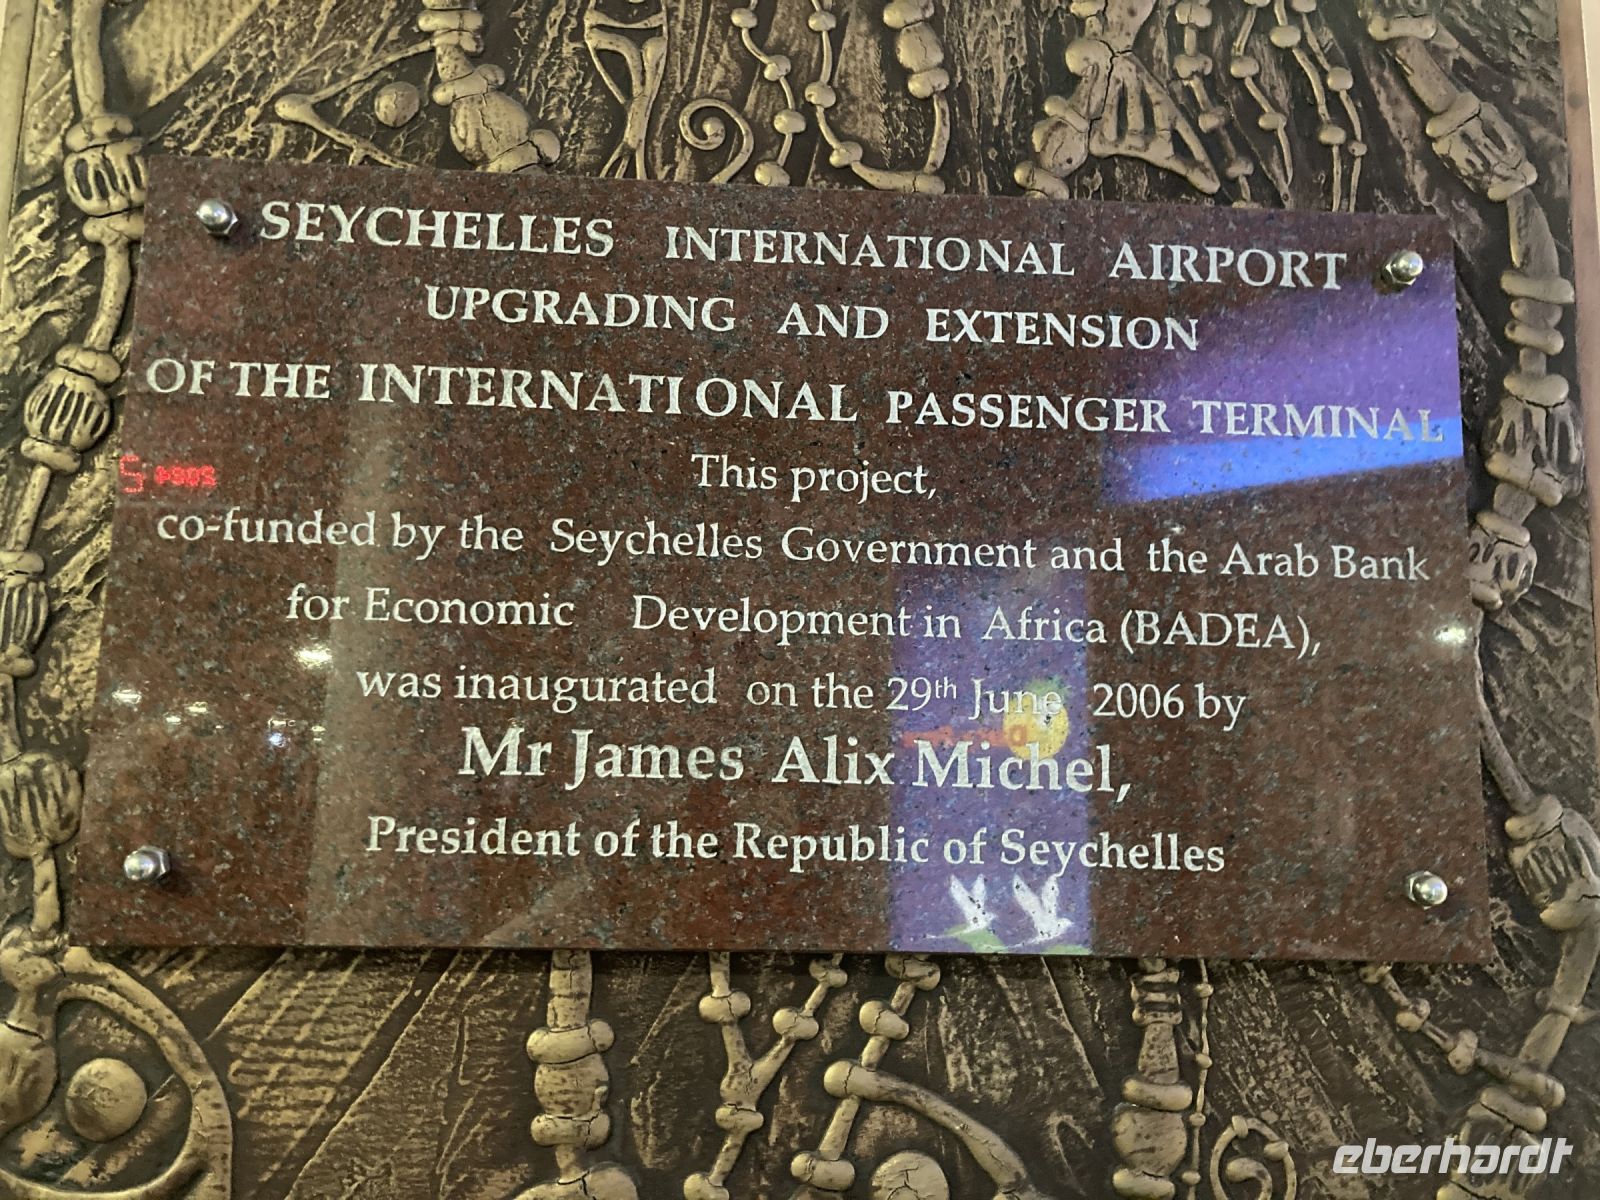 SEYCHELLES INTERNATIONAL AIRPORT
UPGRADING AND EXTENSION
OF THE INTERNATIONAL PASSENGER TERMINAL
This project,
co-funded by the Seychelles Government and the Arab Bank
for Economic Development in Africa (BADEA),
was inaugurated on the 29th June 2006 by
Mr James Alix Michel,
President of the Republic of Seychelles
eberhardt